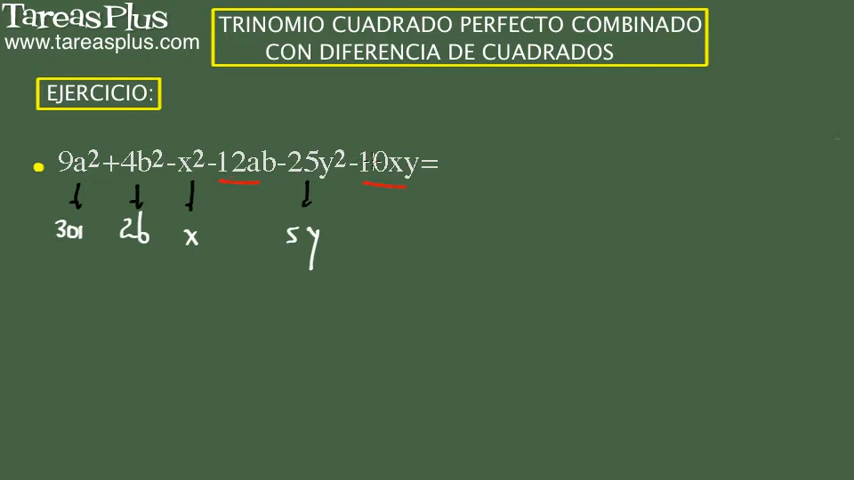 TareasPlus
www.tareasplus.com
TRINOMIO CUADRADO PERFECTO COMBINADO
CON DIFERENCIA DE CUADRADOS
EJERCICIO:
• 9a2+4b2-x2-12ab-25y2-10xy=
3a 2b x 5y